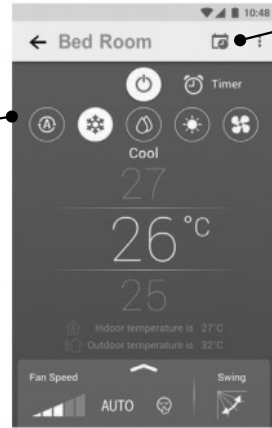 10:48
Bed Room
Timer
A
Cool
27
26°C
25
Indoor temperature is 27°C
Outdoor temperature is 32°C
Fan Speed
Swing
AUTO